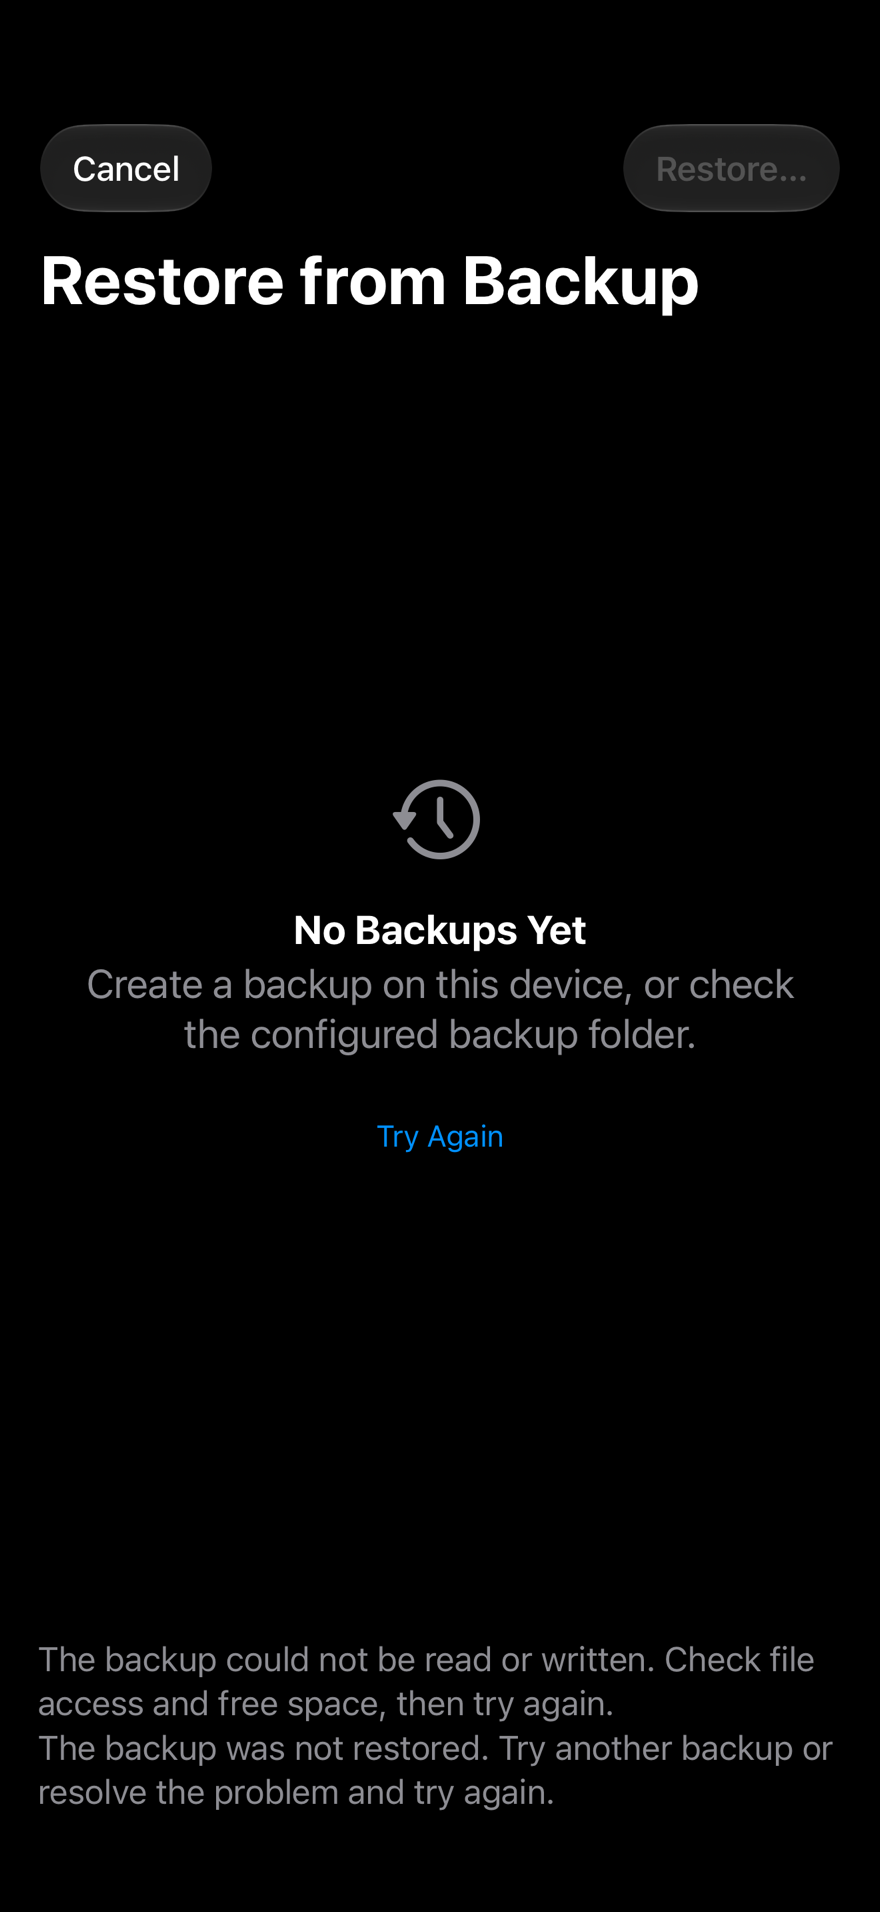 Cancel
Restore...
Restore from Backup
No Backups Yet
Create a backup on this device, or check
the configured backup folder.
Try Again
The backup could not be read or written. Check file
access and free space, then try again.
The backup was not restored. Try another backup or
resolve the problem and try again.